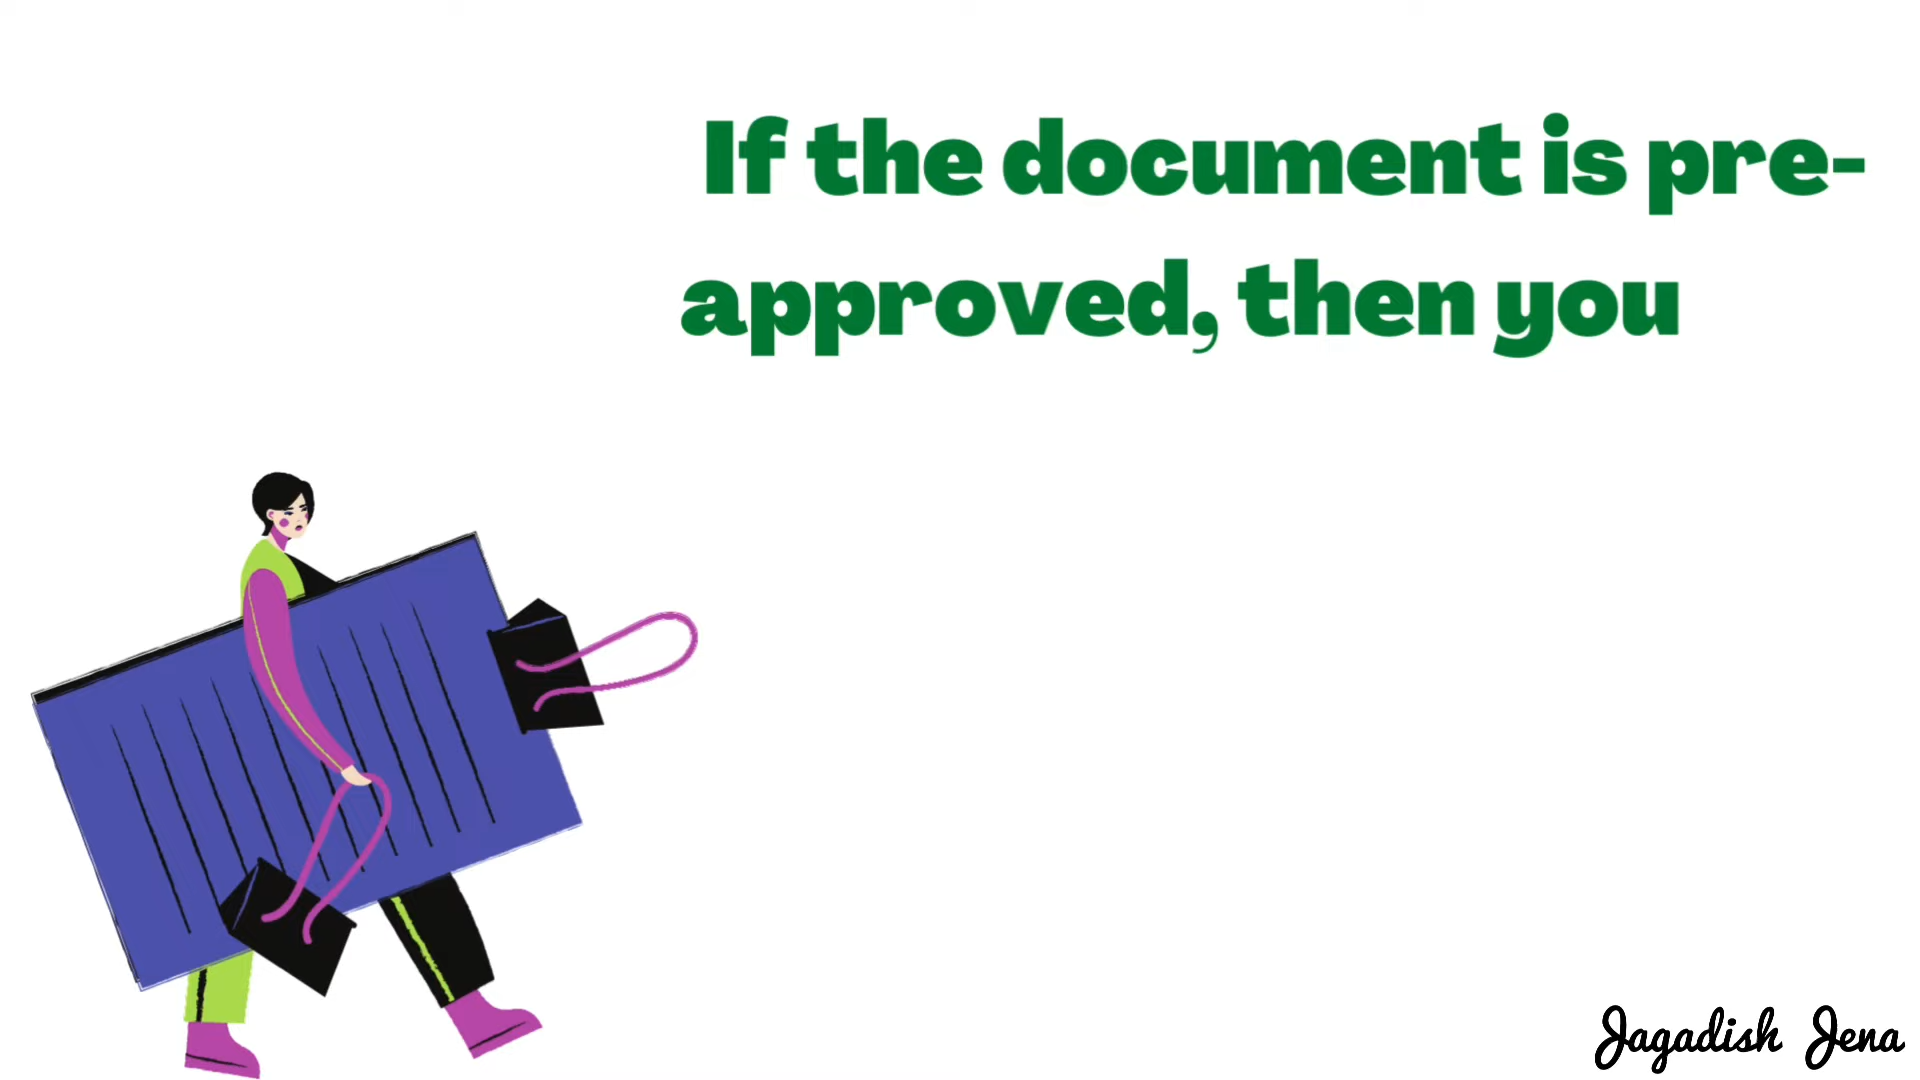 If the document is pre-
approved, then you
Jagadish Jena